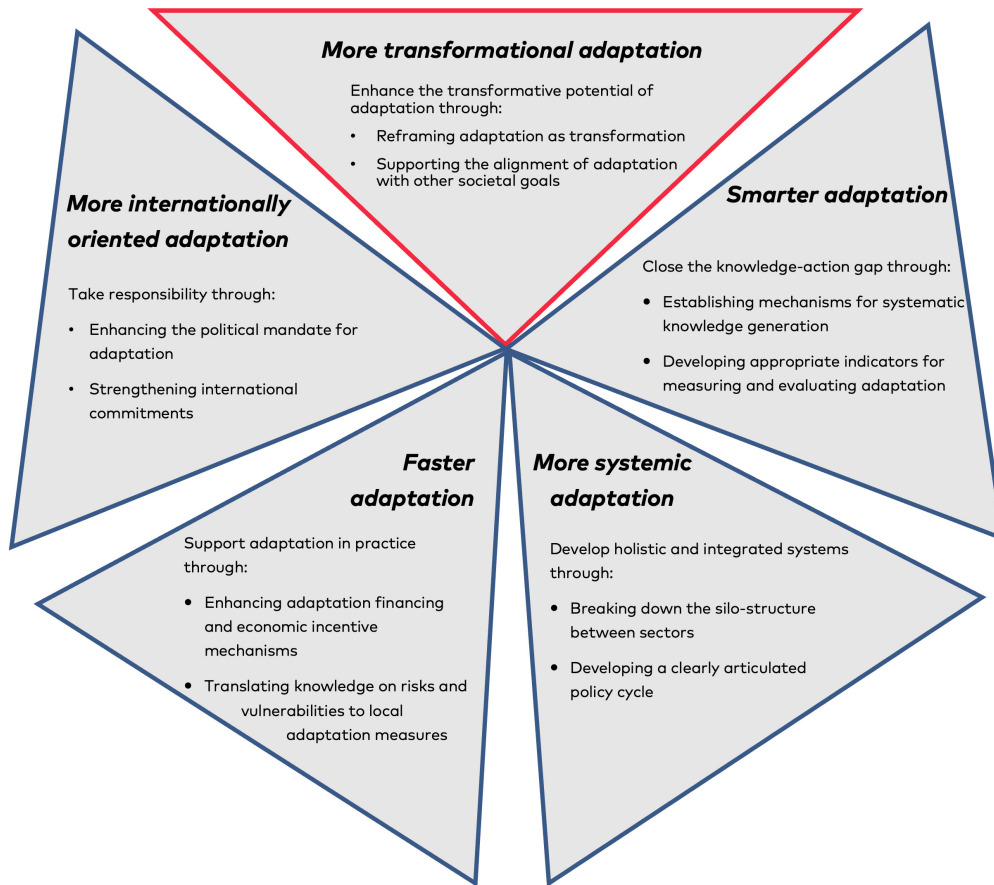 More transformational adaptation
Enhance the transformative potential of
adaptation through:
• Reframing adaptation as transformation
• Supporting the alignment of adaptation
with other societal goals
More internationally
oriented adaptation
Take responsibility through:
• Enhancing the political mandate for
adaptation
• Strengthening international
commitments
Smarter adaptation
Close the knowledge-action gap through:
• Establishing mechanisms for systematic
knowledge generation
• Developing appropriate indicators for
measuring and evaluating adaptation
Faster
adaptation
Support adaptation in practice
through:
• Enhancing adaptation financing
and economic incentive
mechanisms
• Translating knowledge on risks and
vulnerabilities to local
adaptation measures
More systemic
adaptation
Develop holistic and integrated systems
through:
• Breaking down the silo-structure
between sectors
• Developing a clearly articulated
policy cycle